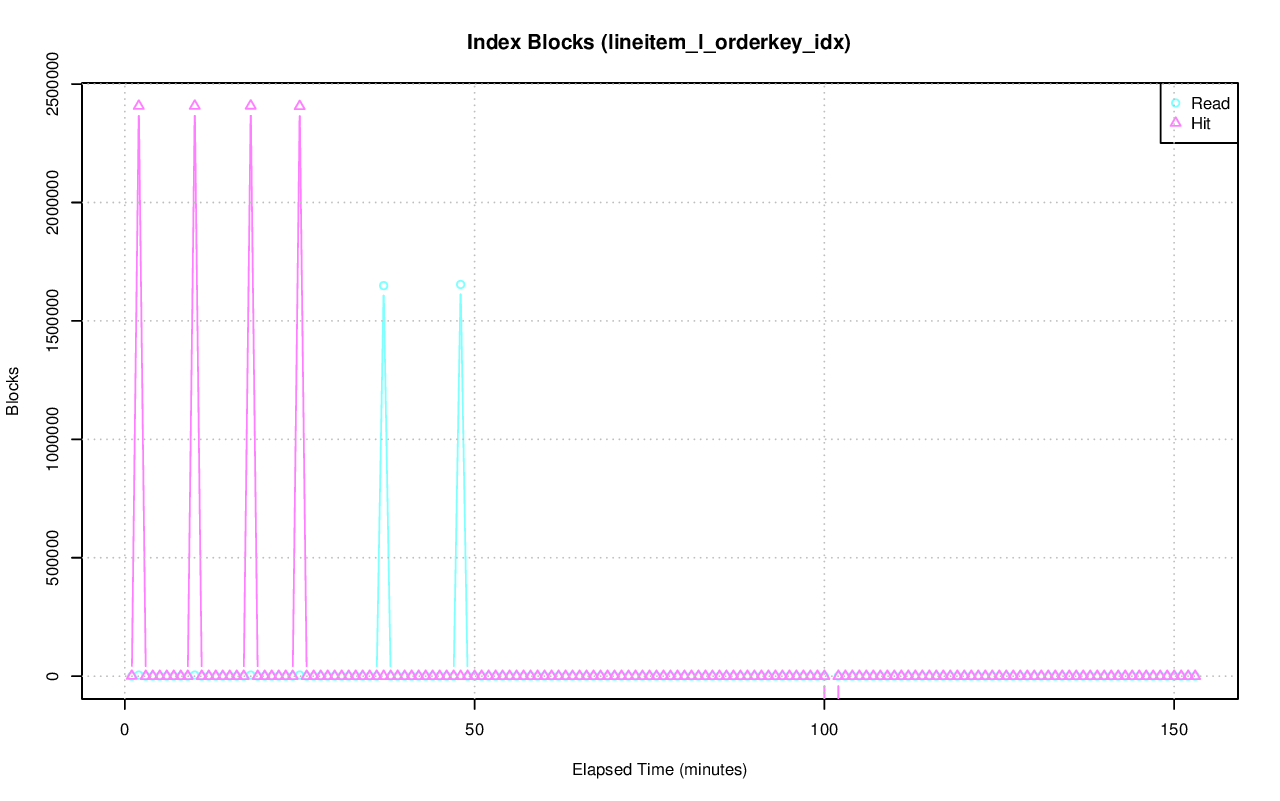 Index Blocks (lineitem_l_orderkey_idx)
Read
Hit
2500000
2000000
1500000
1000000
500000
0
Blocks
0 50 100 150
Elapsed Time (minutes)